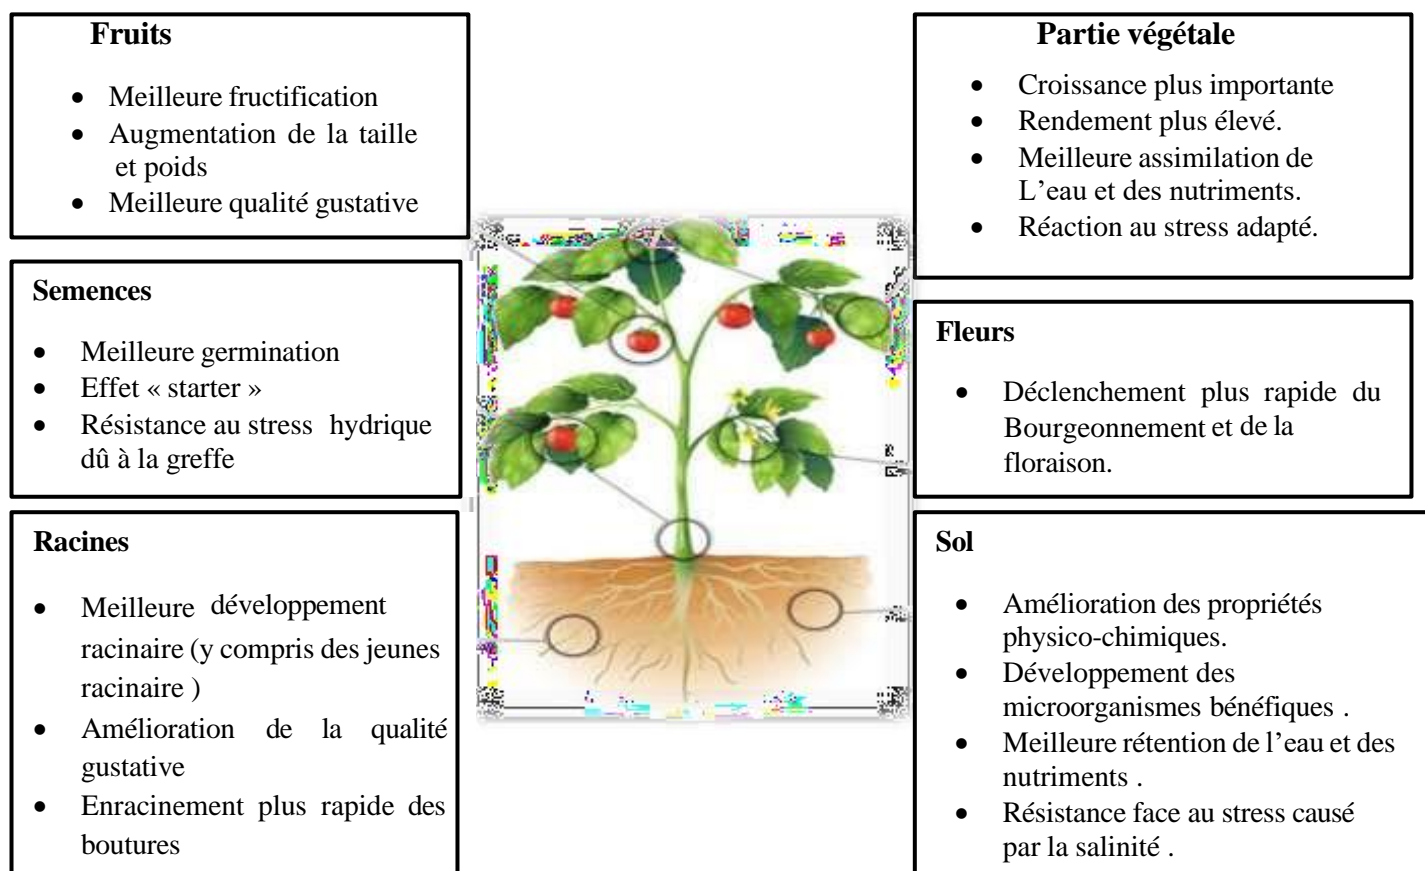 Fruits
• Meilleure fructification
• Augmentation de la taille
et poids
• Meilleure qualité gustative
Semences
• Meilleure germination
• Effet « starter »
• Résistance au stress hydrique
dû à la greffe
Racines
• Meilleure développement
racinaire (y compris des jeunes
racinaire )
• Amélioration de la qualité
gustative
• Enracinement plus rapide des
boutures
Partie végétale
• Croissance plus importante
• Rendement plus élevé.
• Meilleure assimilation de
L’eau et des nutriments.
• Réaction au stress adapté.
Fleurs
• Déclenchement plus rapide du
Bourgeonnement et de la
floraison.
Sol
• Amélioration des propriétés
physico-chimiques.
• Développement des
microorganismes bénéfiques .
• Meilleure rétention de l’eau et des
nutriments .
• Résistance face au stress causé
par la salinité .